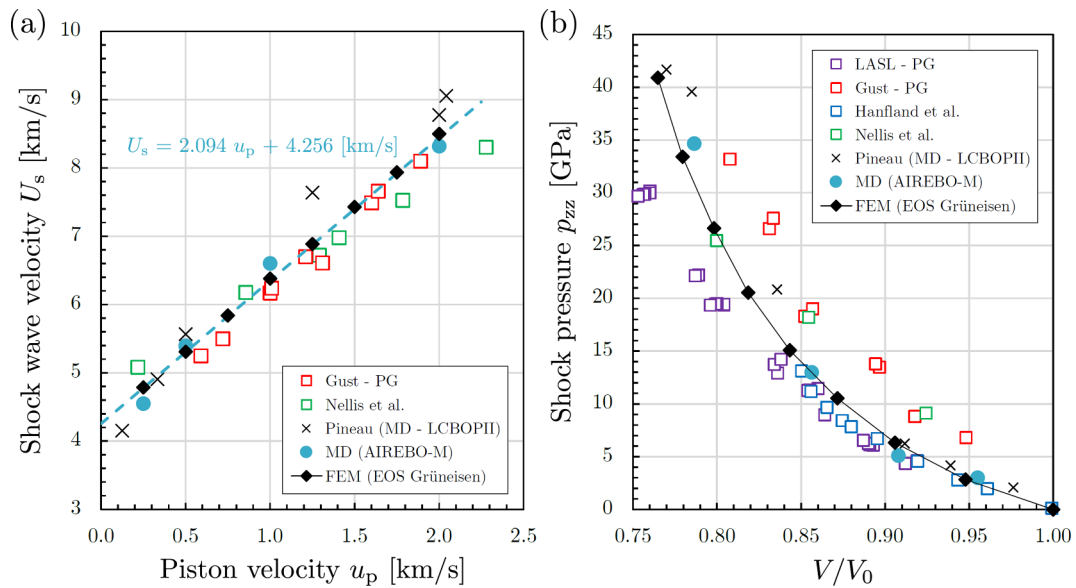 (a)
10
9
8
7
6
5
4
3
Shock wave velocity Uₛ [km/s]
Uₛ = 2.094 uₚ + 4.256 [km/s]
Gust - PG
Nellis et al.
Pineau (MD - LCBOPII)
MD (AIREBO-M)
FEM (EOS Grüneisen)
0.0 0.5 1.0 1.5 2.0 2.5
Piston velocity uₚ [km/s]
(b)
45
40
35
30
25
20
15
10
5
0
Shock pressure p_zz [GPa]
LASL - PG
Gust - PG
Hanfland et al.
Nellis et al.
Pineau (MD - LCBOPII)
MD (AIREBO-M)
FEM (EOS Grüneisen)
0.75 0.80 0.85 0.90 0.95 1.00
V/V₀